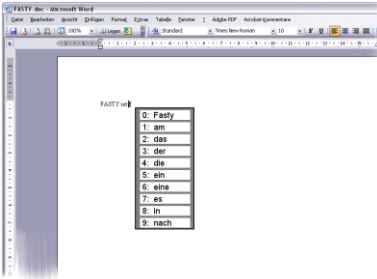 FASTY .doc - Microsoft Word
Datei Bearbeiten Ansicht Einfügen Format Extras Tabelle Fenster ? Adobe PDF Acrobat-Kommentare
100% Lesen Standard Times New Roman 10 F U
FASTY
0: Fasty
1: am
2: das
3: der
4: die
5: ein
6: eine
7: es
8: in
9: nach